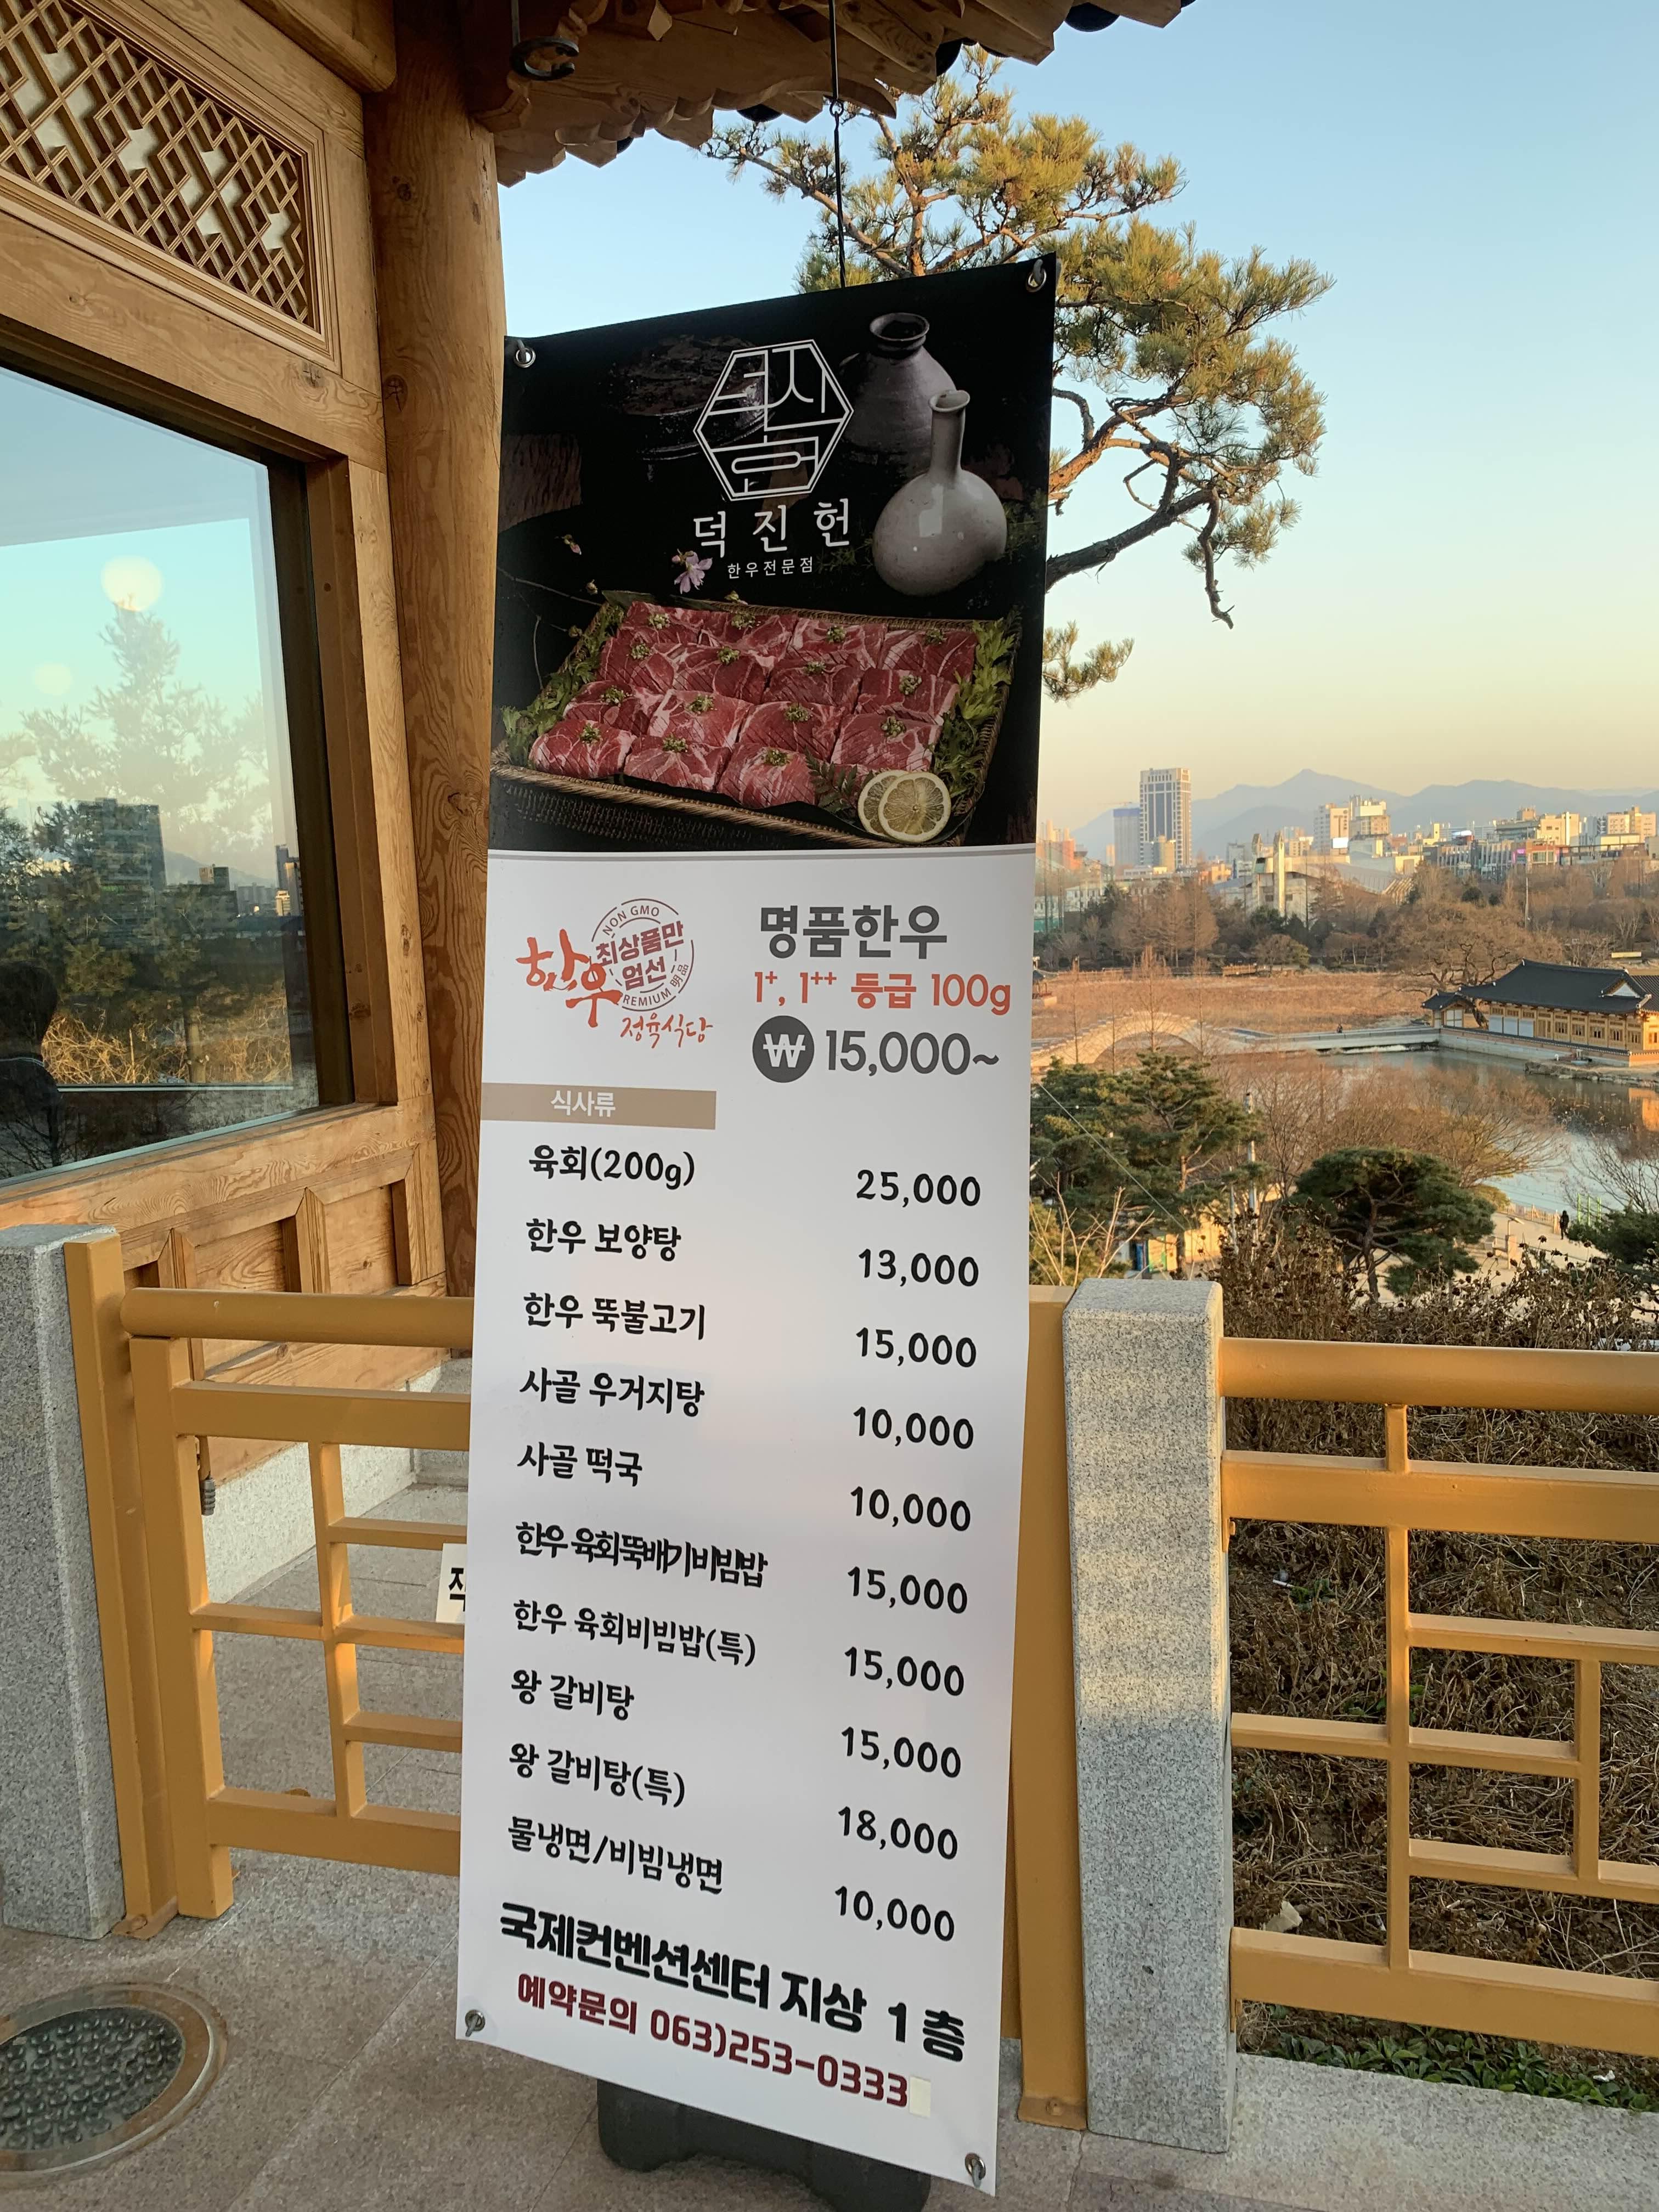 덕진헌
덕진헌
한우전문점
한우
NON GMO
최상품만
엄선
PREMIUM 明品
정육식당
명품한우
1+, 1++ 등급 100g
₩ 15,000~
식사류
육회(200g) 25,000
한우 보양탕 13,000
한우 뚝불고기 15,000
사골 우거지탕 10,000
사골 떡국 10,000
한우 육회뚝배기비빔밥 15,000
한우 육회비빔밥(특) 15,000
왕 갈비탕 15,000
왕 갈비탕(특) 18,000
물냉면/비빔냉면 10,000
국제컨벤션센터 지상 1층
예약문의 063)253-0333